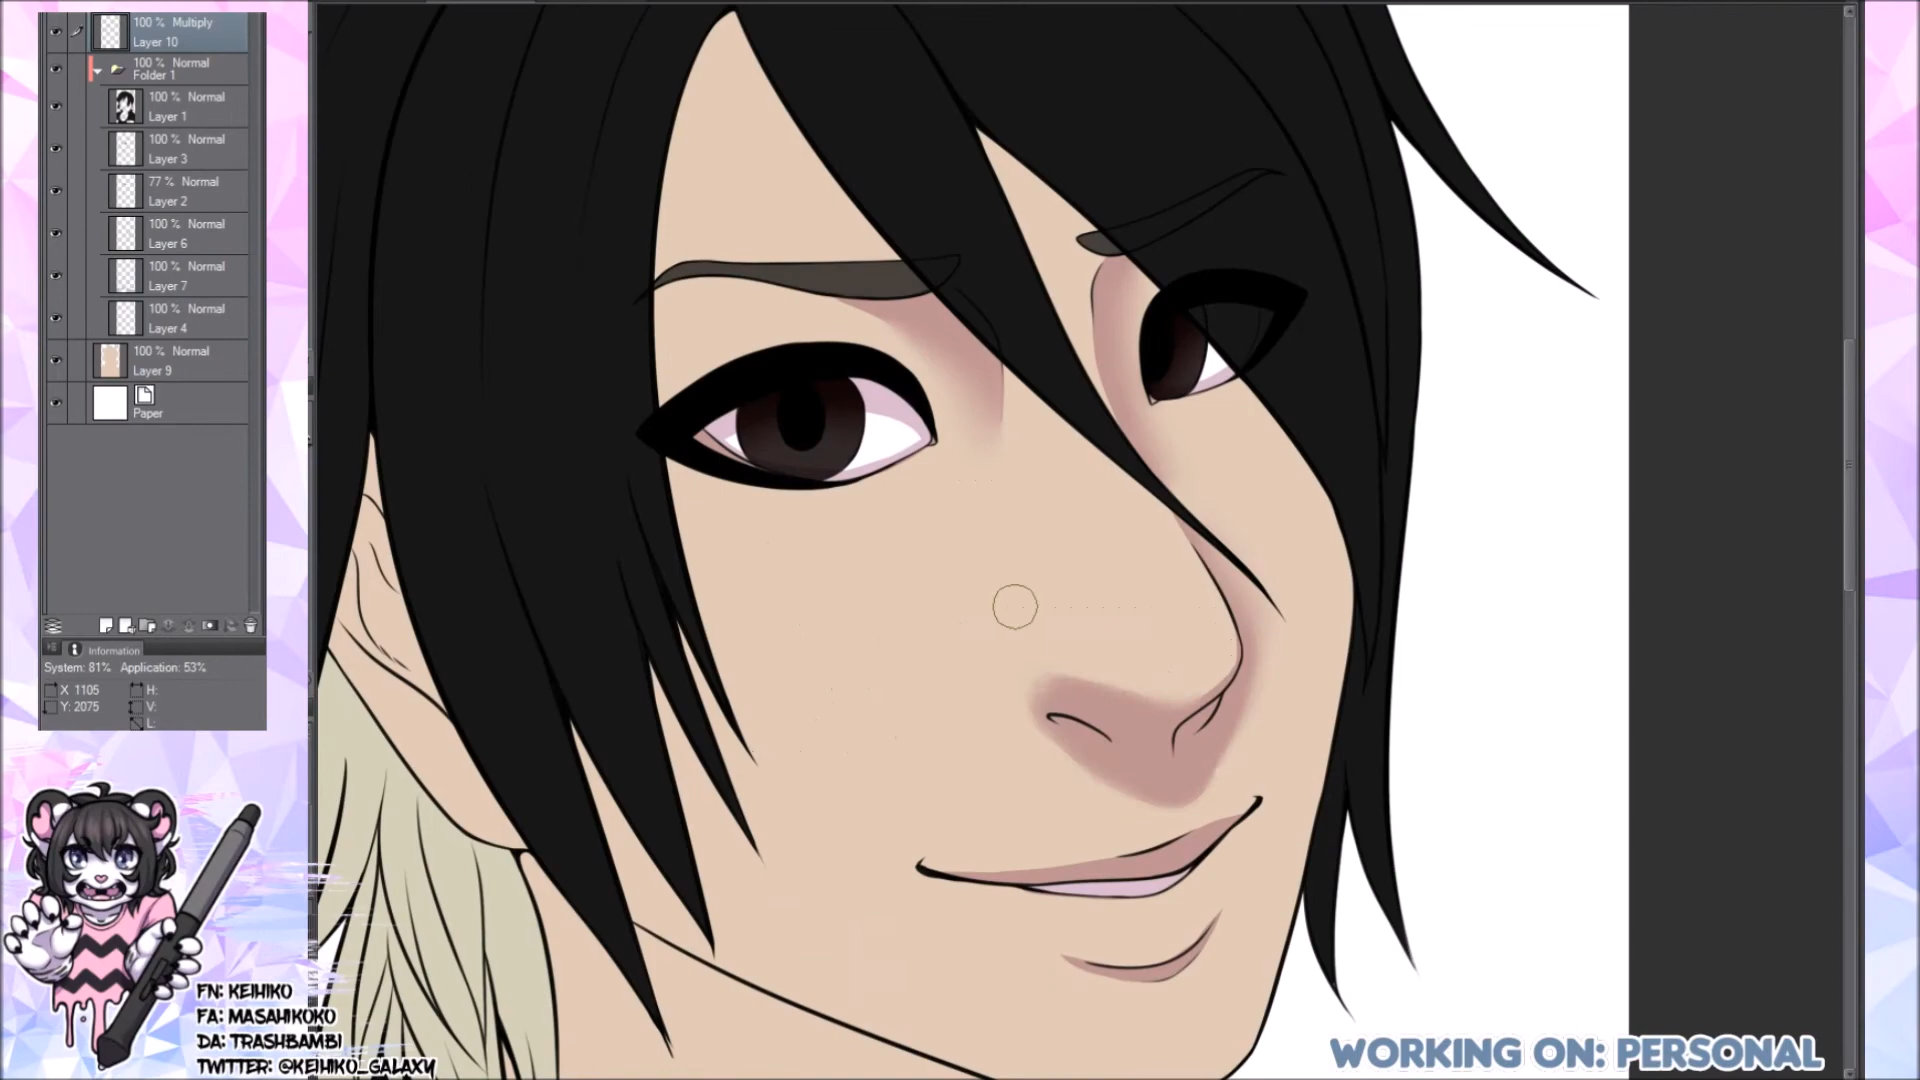 100 % Multiply
Layer 10
100 % Normal
Folder 1
100 % Normal
Layer 1
100 % Normal
Layer 3
77 % Normal
Layer 2
100 % Normal
Layer 6
100 % Normal
Layer 7
100 % Normal
Layer 4
100 % Normal
Layer 9
Paper
Information
System: 81% Application: 53%
X 1105 H:
Y: 2075 V:
L:
FN: KEIHIKO
FA: MASAHIKOKO
DA: TRASHBAMBI
TWITTER: @KEIHIKO_GALAXY
WORKING ON: PERSONAL